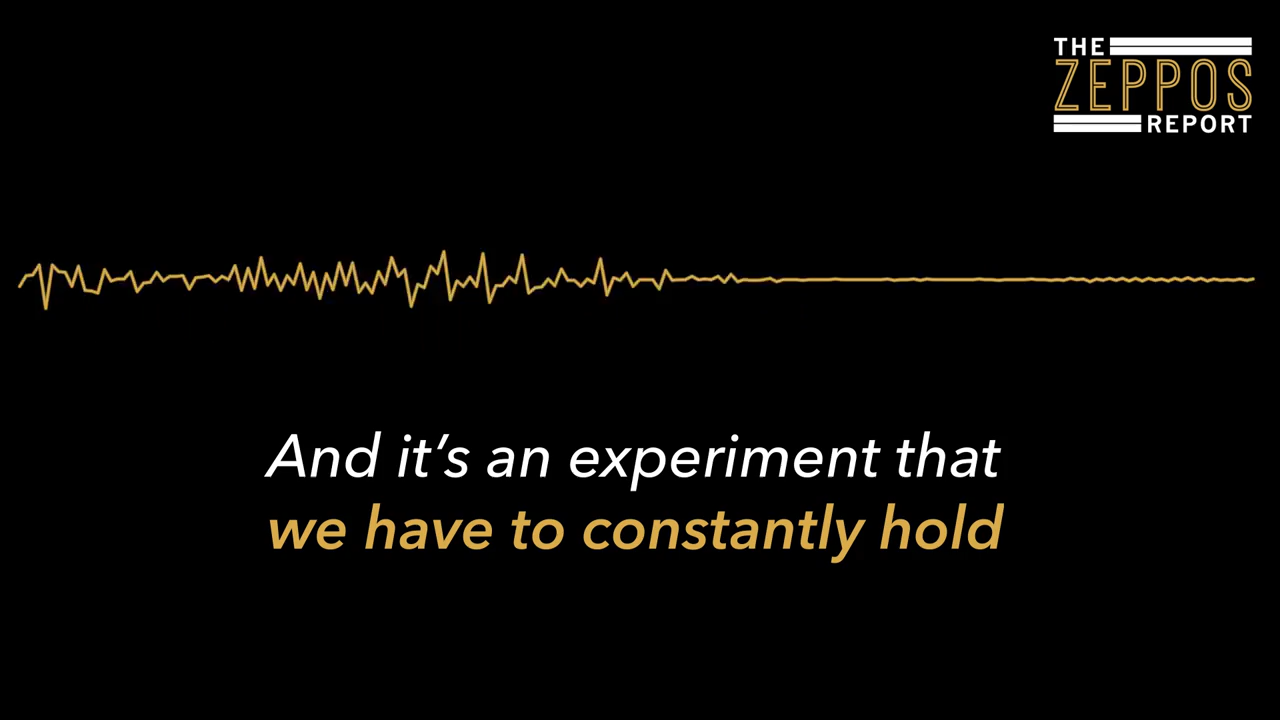 THE
ZEPPOS
REPORT
And it’s an experiment that
we have to constantly hold